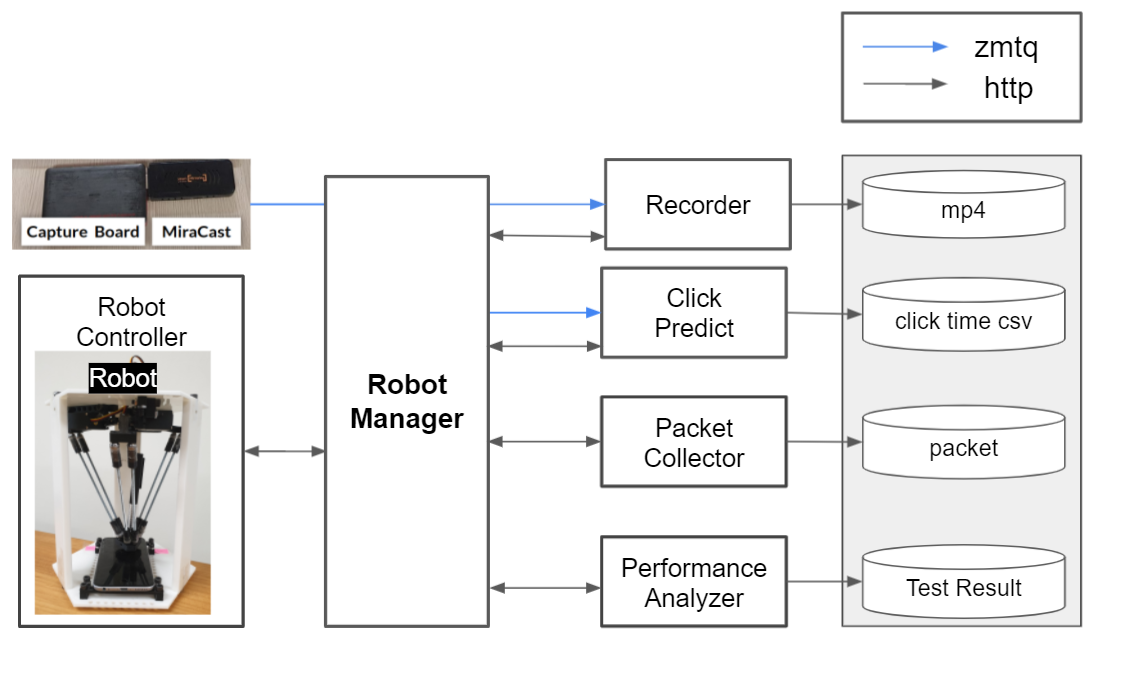 zmtq
http
Capture Board
MiraCast
Robot
Controller
Robot
Robot
Manager
Recorder
Click
Predict
Packet
Collector
Performance
Analyzer
mp4
click time csv
packet
Test Result